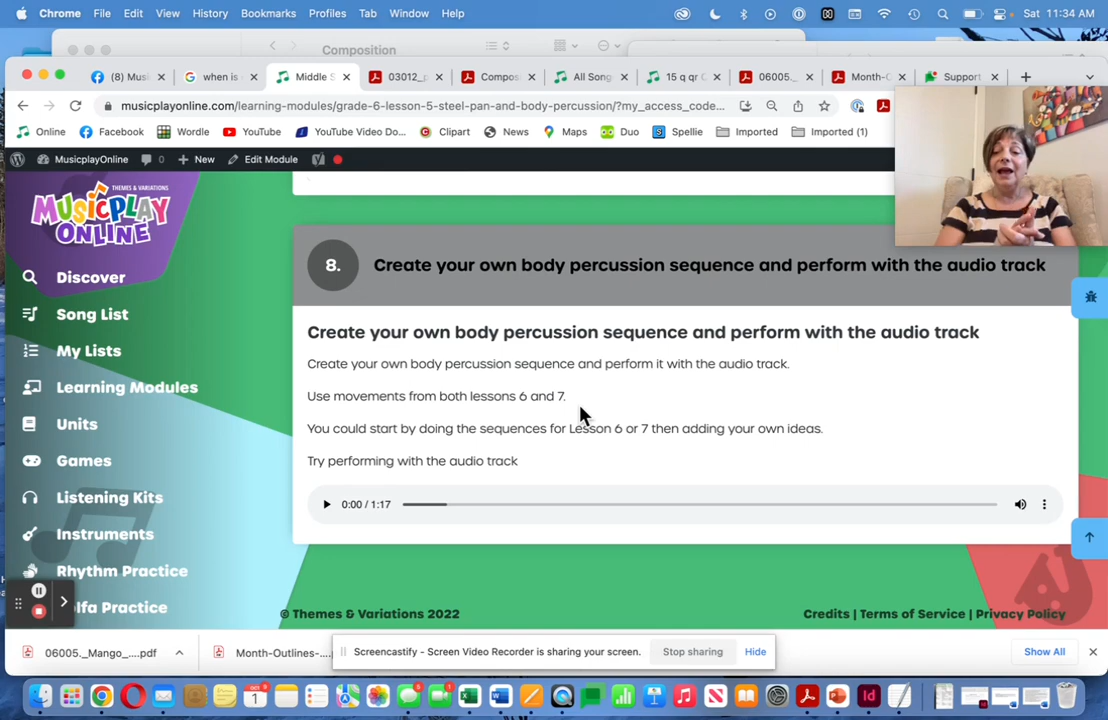 Chrome File Edit View History Bookmarks Profiles Tab Window Help Sat 11:34 AM
Composition
(8) Mus
when is
Middle S
03012_
Compos
All Song
15 q qr
06005._
Month-C
Support
musicplayonline.com/learning-modules/grade-6-lesson-5-steel-pan-and-body-percussion/?my_access_code...
Online Facebook Wordle YouTube YouTube Video Do... Clipart News Maps Duo Spellie Imported Imported (1)
MusicplayOnline 0 New Edit Module
THEMES & VARIATIONS
MUSICPLAY
ONLINE
Discover
Song List
My Lists
Learning Modules
Units
Games
Listening Kits
Instruments
Rhythm Practice
olfa Practice
8. Create your own body percussion sequence and perform with the audio track
Create your own body percussion sequence and perform with the audio track
Create your own body percussion sequence and perform it with the audio track.
Use movements from both lessons 6 and 7.
You could start by doing the sequences for Lesson 6 or 7 then adding your own ideas.
Try performing with the audio track
0:00 / 1:17
© Themes & Variations 2022
Credits | Terms of Service | Privacy Policy
06005._Mango_....pdf
Month-Outlines-...
Screencastify - Screen Video Recorder is sharing your screen.
Stop sharing
Hide
Show All